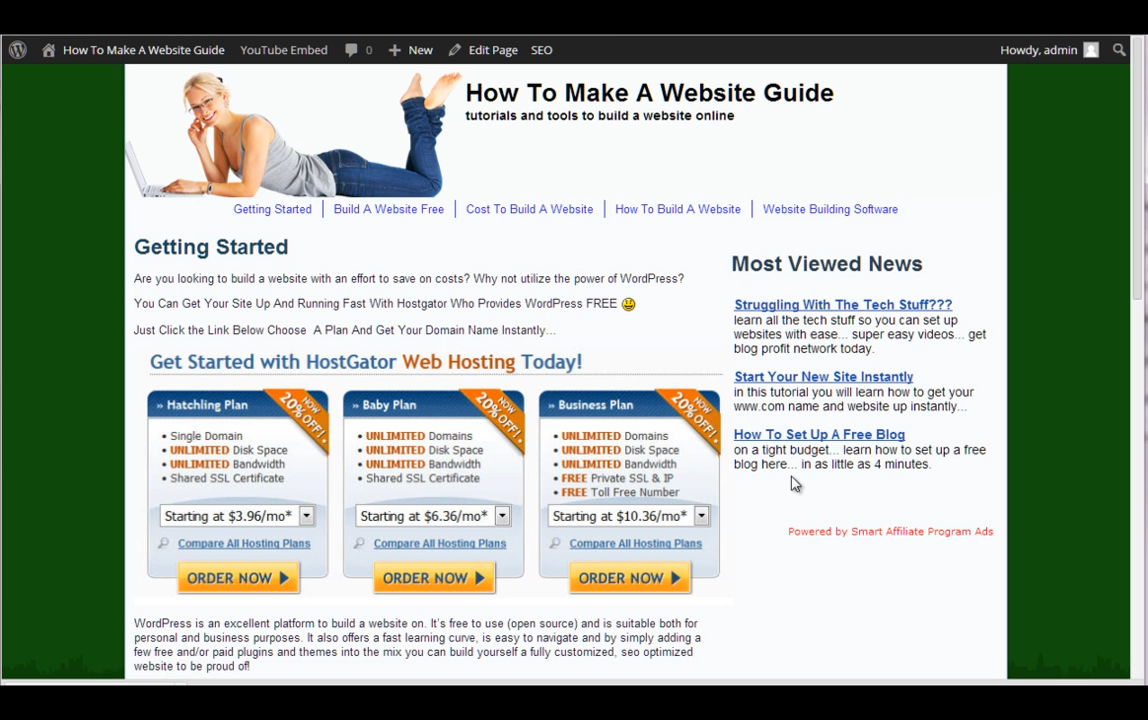 How To Make A Website Guide YouTube Embed 0 New Edit Page SEO Howdy, admin
How To Make A Website Guide
tutorials and tools to build a website online
Getting Started Build A Website Free Cost To Build A Website How To Build A Website Website Building Software
Getting Started
Are you looking to build a website with an effort to save on costs? Why not utilize the power of WordPress?
You Can Get Your Site Up And Running Fast With Hostgator Who Provides WordPress FREE
Just Click the Link Below Choose A Plan And Get Your Domain Name Instantly...
Get Started with HostGator Web Hosting Today!
» Hatchling Plan
NOW
20% OFF!
• Single Domain
• UNLIMITED Disk Space
• UNLIMITED Bandwidth
• Shared SSL Certificate
Starting at $3.96/mo*
Compare All Hosting Plans
ORDER NOW
» Baby Plan
NOW
20% OFF!
• UNLIMITED Domains
• UNLIMITED Disk Space
• UNLIMITED Bandwidth
• Shared SSL Certificate
Starting at $6.36/mo*
Compare All Hosting Plans
ORDER NOW
» Business Plan
NOW
20% OFF!
• UNLIMITED Domains
• UNLIMITED Disk Space
• UNLIMITED Bandwidth
• FREE Private SSL & IP
• FREE Toll Free Number
Starting at $10.36/mo*
Compare All Hosting Plans
ORDER NOW
WordPress is an excellent platform to build a website on. It's free to use (open source) and is suitable both for
personal and business purposes. It also offers a fast learning curve, is easy to navigate and by simply adding a
few free and/or paid plugins and themes into the mix you can build yourself a fully customized, seo optimized
website to be proud of!
Most Viewed News
Struggling With The Tech Stuff???
learn all the tech stuff so you can set up
websites with ease... super easy videos... get
blog profit network today.
Start Your New Site Instantly
in this tutorial you will learn how to get your
www.com name and website up instantly...
How To Set Up A Free Blog
on a tight budget... learn how to set up a free
blog here... in as little as 4 minutes.
Powered by Smart Affiliate Program Ads